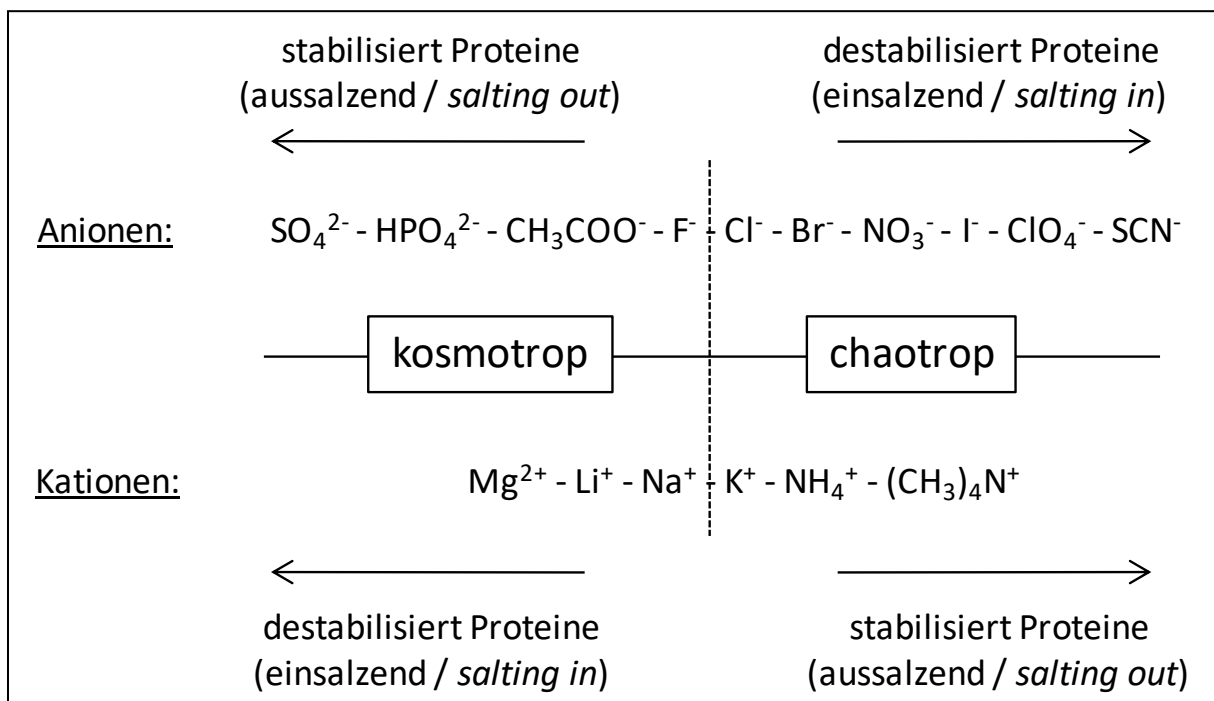 stabilisiert Proteine
(aussalzend / salting out)
destabilisiert Proteine
(einsalzend / salting in)
Anionen: SO₄²⁻ - HPO₄²⁻ - CH₃COO⁻ - F⁻ - Cl⁻ - Br⁻ - NO₃⁻ - I⁻ - ClO₄⁻ - SCN⁻
kosmotrop chaotrop
Kationen: Mg²⁺ - Li⁺ - Na⁺ - K⁺ - NH₄⁺ - (CH₃)₄N⁺
destabilisiert Proteine
(einsalzend / salting in)
stabilisiert Proteine
(aussalzend / salting out)